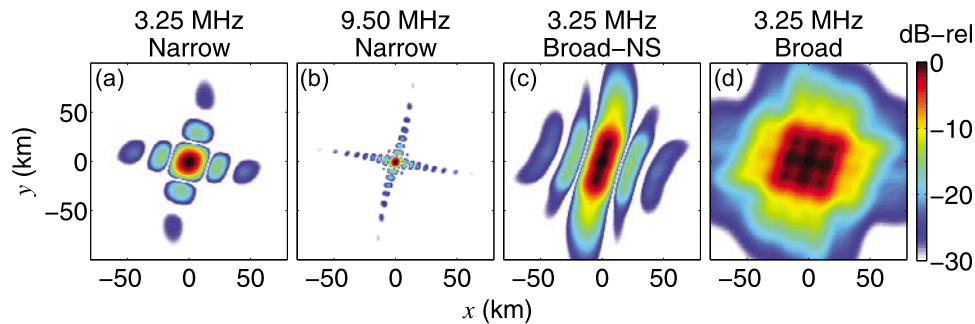 3.25 MHz 9.50 MHz 3.25 MHz 3.25 MHz
Narrow Narrow Broad−NS Broad dB−rel
(a) (b) (c) (d) 0
50
−10
y (km) 0
−20
−50
−30
−50 0 50 −50 0 50 −50 0 50 −50 0 50
x (km)